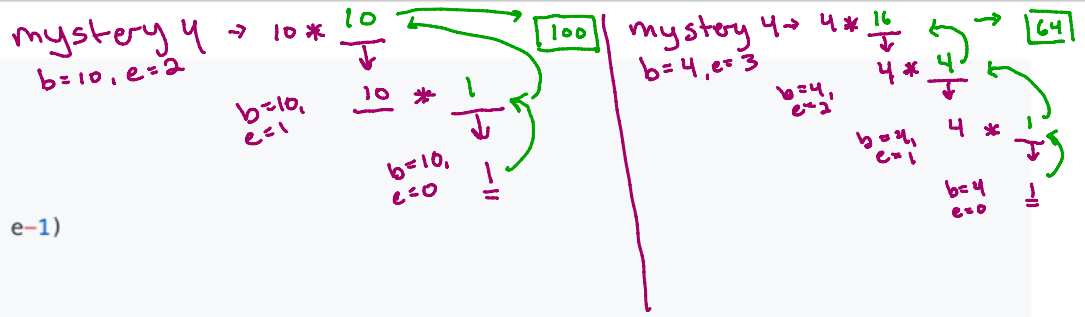 mystery 4 → 10 * 10
100
b=10, e=2
b=10,
e=1
10 * 1
b=10,
e=0
1
e-1)
mystery 4 → 4 * 16
64
b=4, e=3
b=4,
e=2
4 * 4
b=4,
e=1
4 * 1
b=4
e=0
1